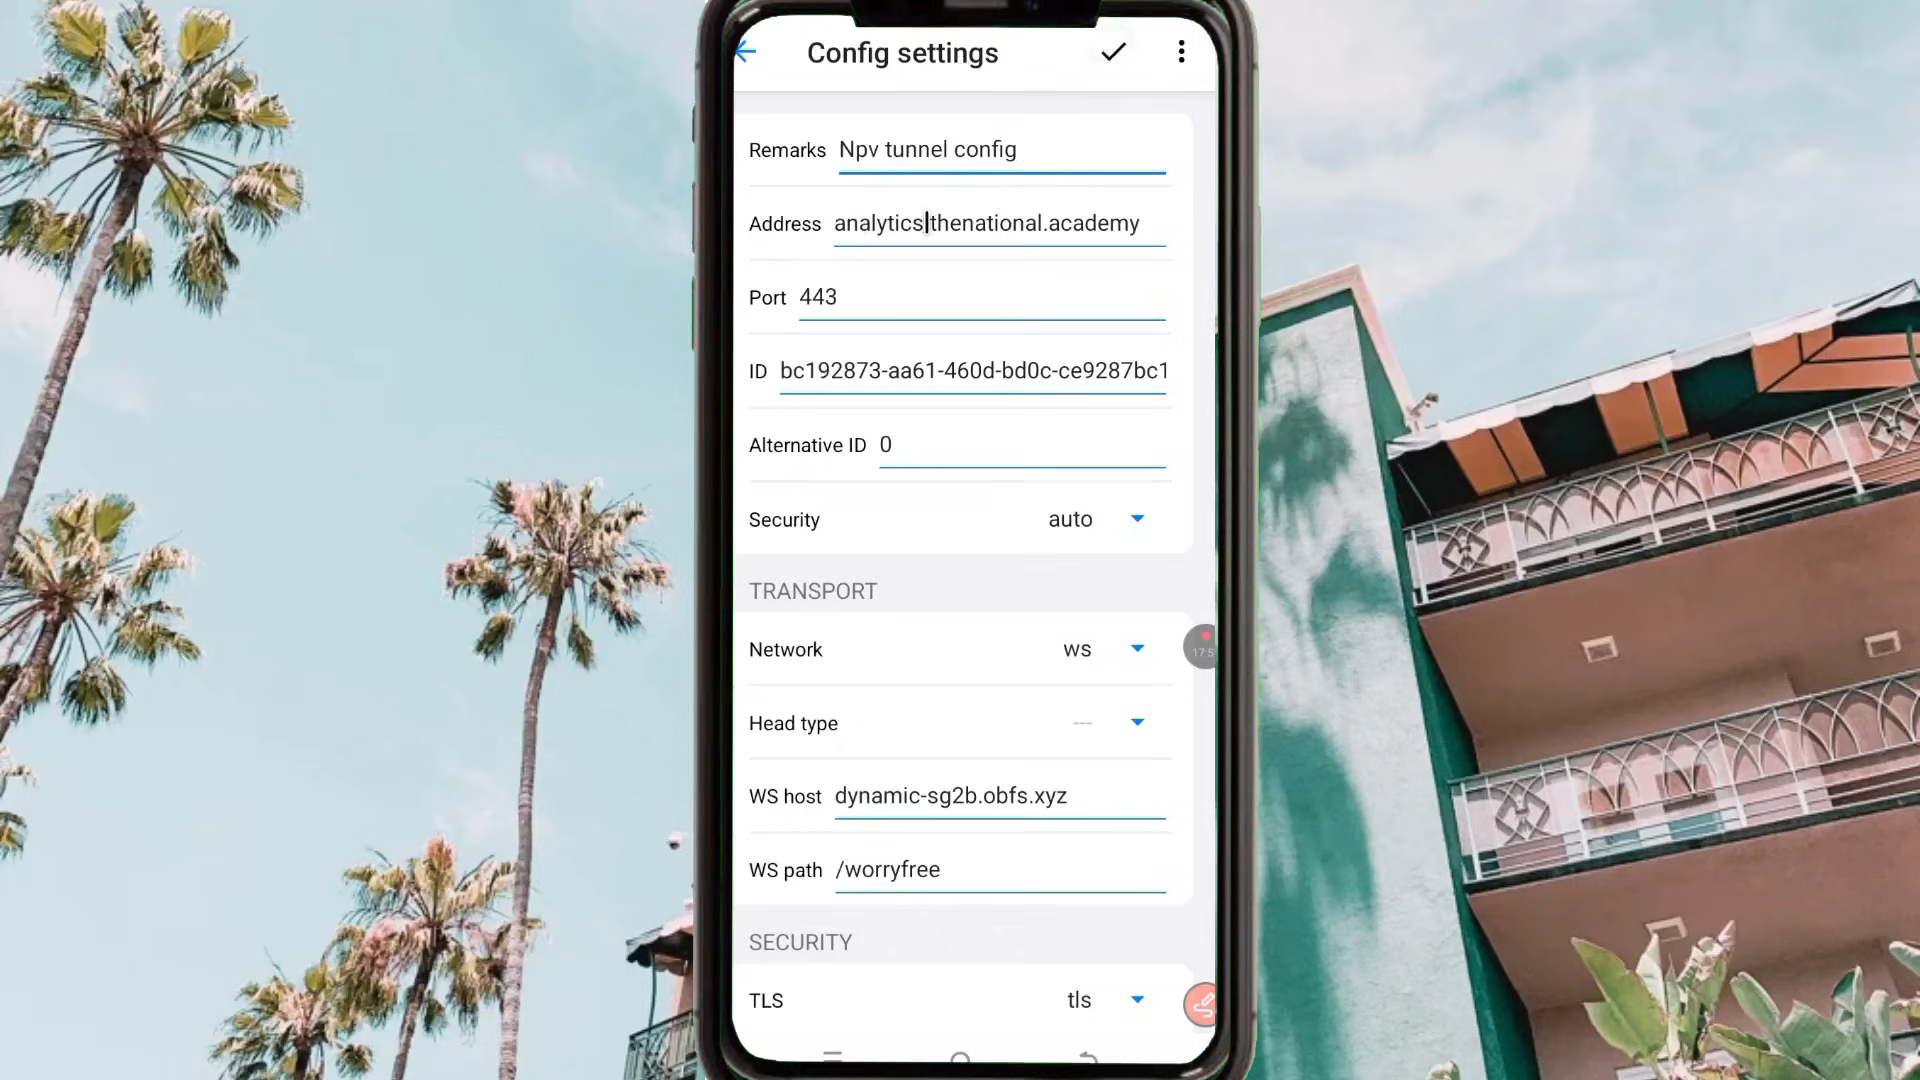 Config settings
Remarks Npv tunnel config
Address analytics.thenational.academy
Port 443
ID bc192873-aa61-460d-bd0c-ce9287bc1
Alternative ID 0
Security auto
TRANSPORT
Network ws
Head type ---
17:5
WS host dynamic-sg2b.obfs.xyz
WS path /worryfree
SECURITY
TLS tls